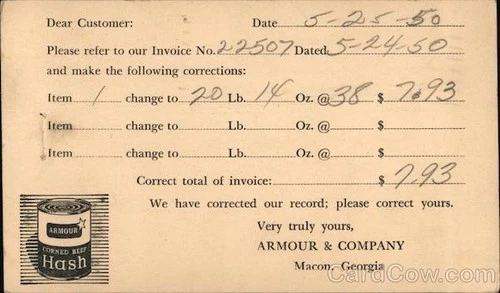 Dear Customer: Date 5-25-50
Please refer to our Invoice No. 22507 Dated: 5-24-50
and make the following corrections:
Item 1 change to 20 Lb. 14 Oz. @ 38 $ 7.93
Item change to Lb. Oz. @ $
Item change to Lb. Oz. @ $
Correct total of invoice: $ 7.93
We have corrected our record; please correct yours.
Very truly yours,
ARMOUR & COMPANY
Macon, Georgia
ARMOUR
CORNED BEEF
Hash
CardCow.com